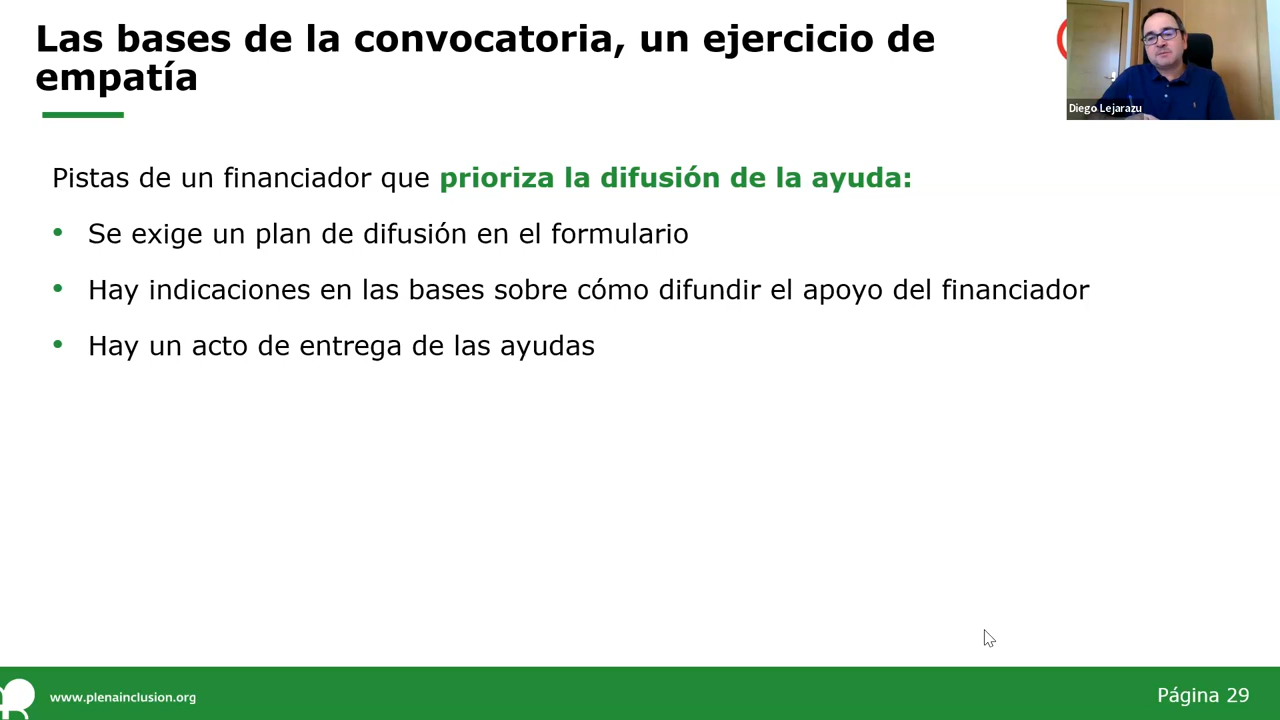 Las bases de la convocatoria, un ejercicio de
empatía
Diego Lejarazu
Pistas de un financiador que prioriza la difusión de la ayuda:
• Se exige un plan de difusión en el formulario
• Hay indicaciones en las bases sobre cómo difundir el apoyo del financiador
• Hay un acto de entrega de las ayudas
www.plenainclusion.org
Página 29